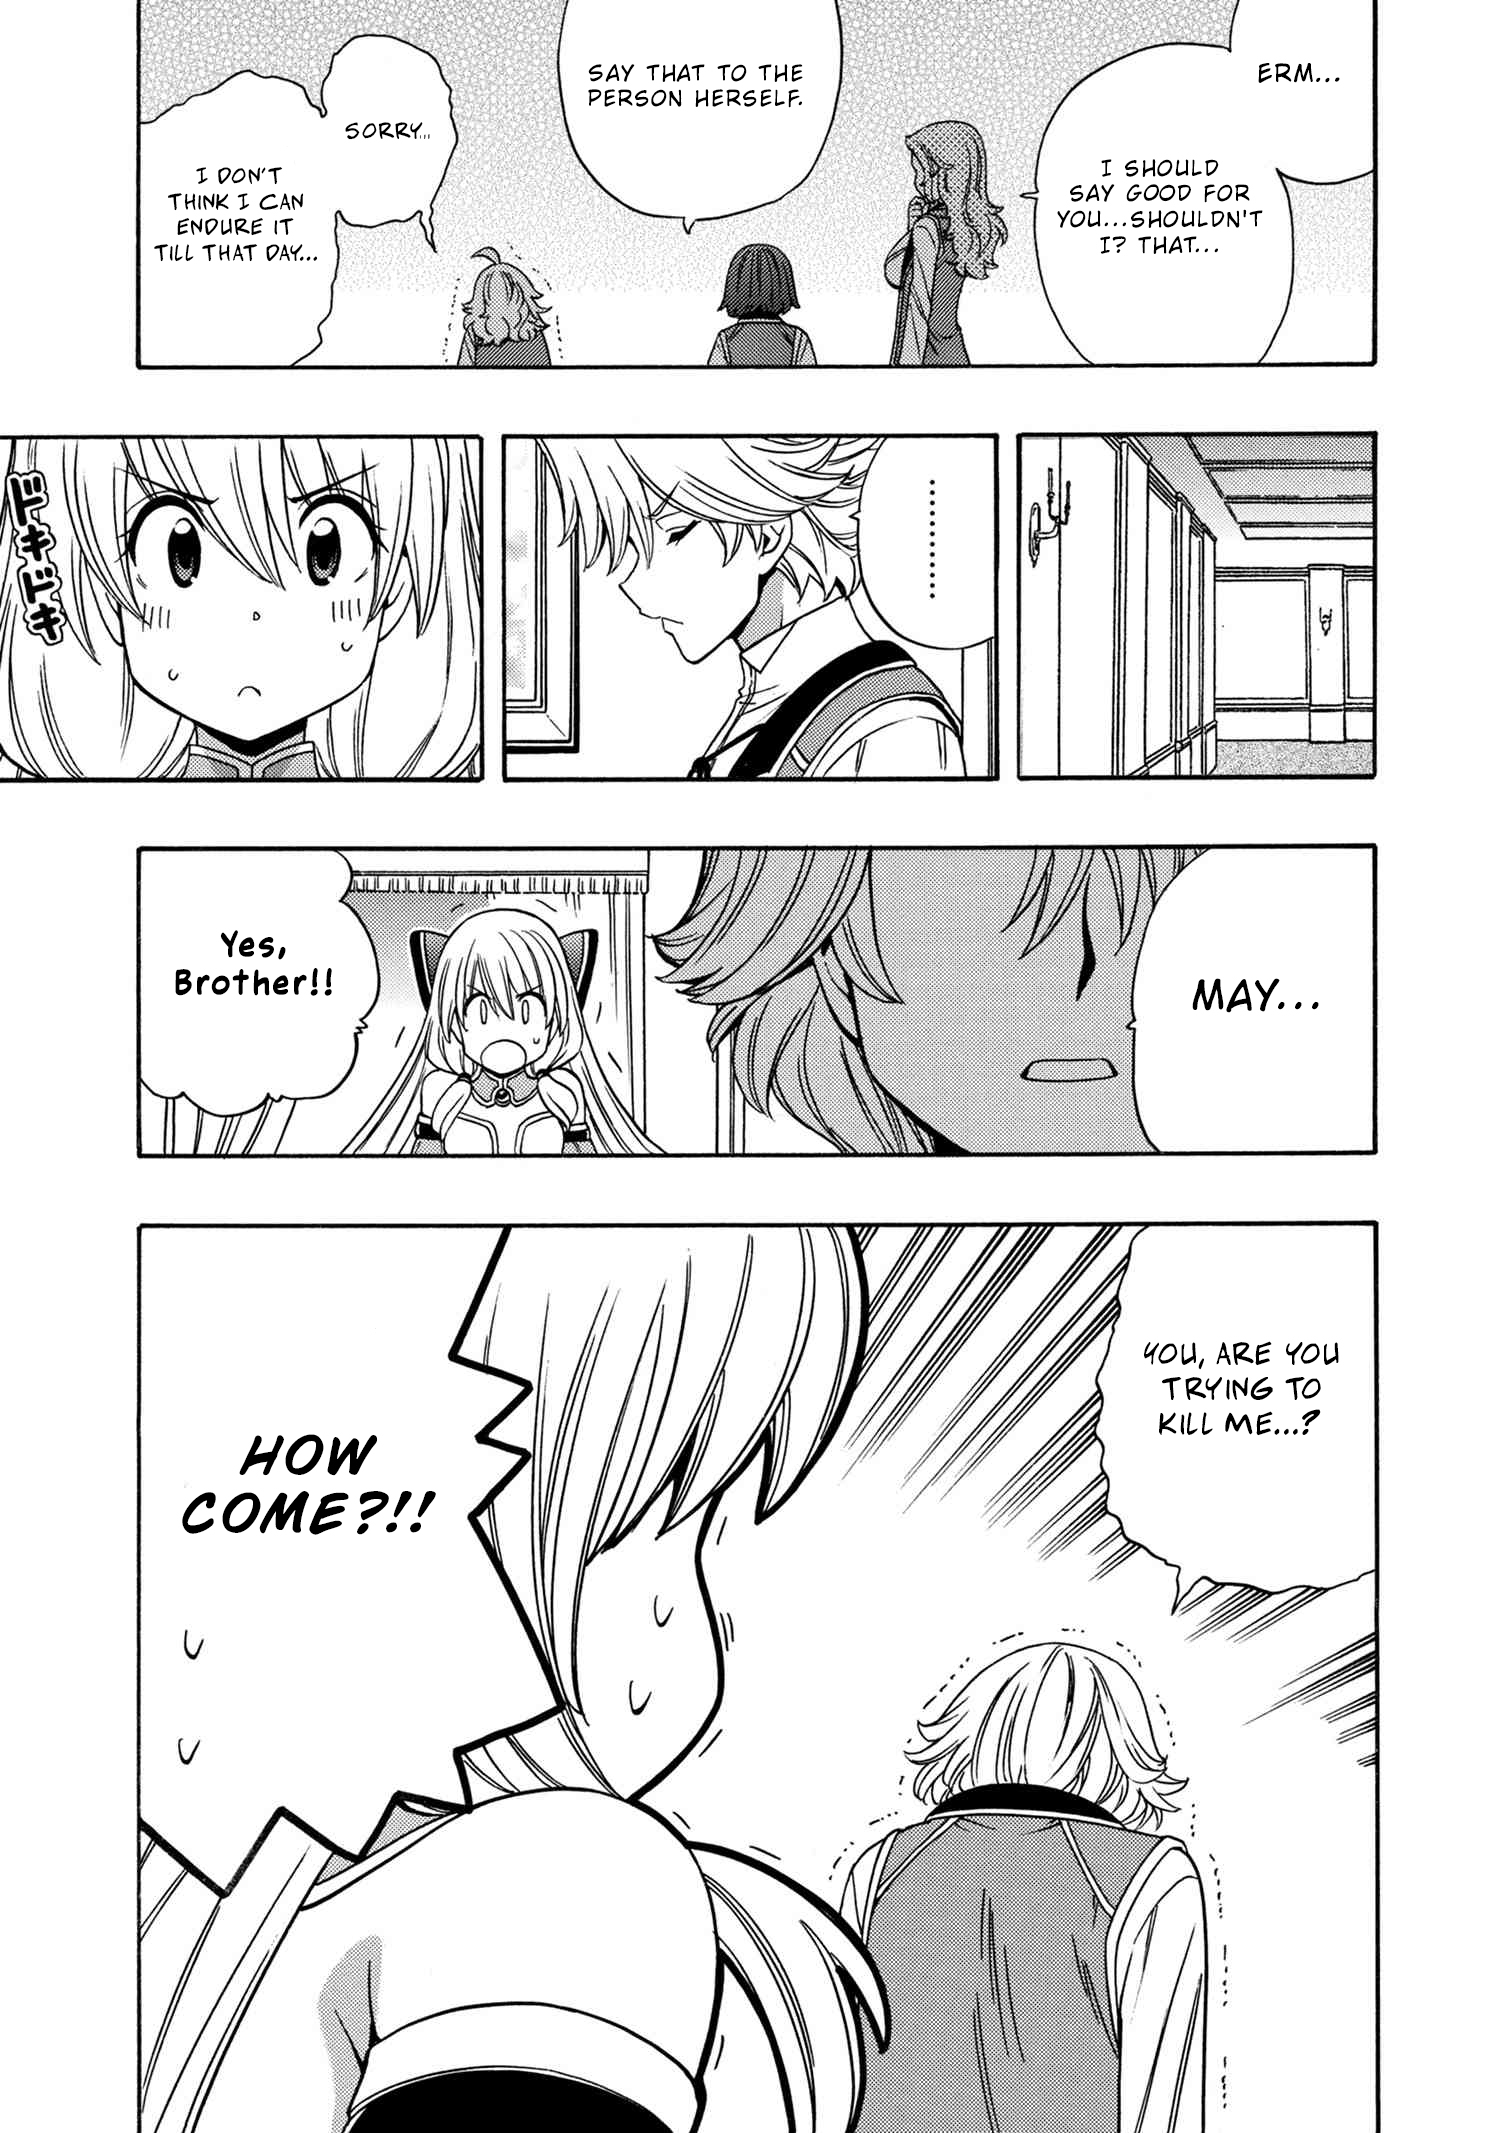 ERM...
I SHOULD
SAY GOOD FOR
YOU...SHOULDN'T
I? THAT...
SAY THAT TO THE
PERSON HERSELF.
SORRY...
I DON'T
THINK I CAN
ENDURE IT
TILL THAT DAY...
..........
ドキドキ
MAY...
Yes,
Brother!!
YOU, ARE YOU
TRYING TO
KILL ME...?
HOW
COME?!!